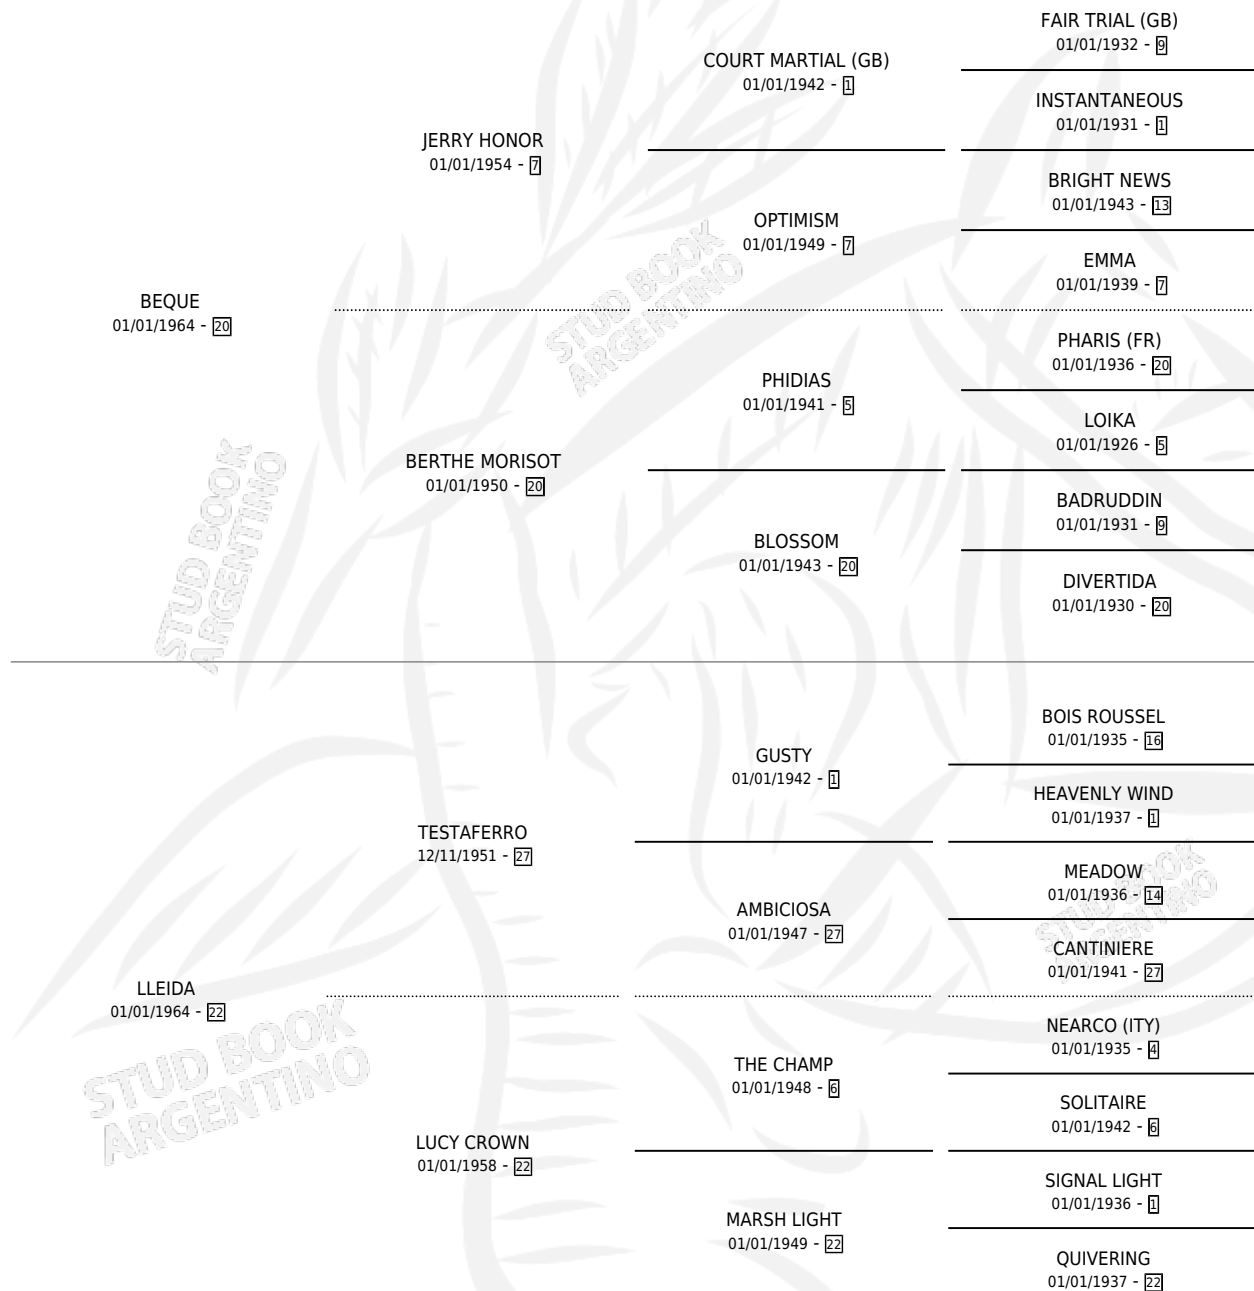 FAIR TRIAL (GB)
01/01/1932 - 9
COURT MARTIAL (GB)
01/01/1942 - 1
INSTANTANEOUS
01/01/1931 - 1
JERRY HONOR
01/01/1954 - 7
BRIGHT NEWS
01/01/1943 - 13
OPTIMISM
01/01/1949 - 7
EMMA
01/01/1939 - 7
BEQUE
01/01/1964 - 20
PHARIS (FR)
01/01/1936 - 20
PHIDIAS
01/01/1941 - 5
LOIKA
01/01/1926 - 5
BERTHE MORISOT
01/01/1950 - 20
BADRUDDIN
01/01/1931 - 9
BLOSSOM
01/01/1943 - 20
DIVERTIDA
01/01/1930 - 20
BOIS ROUSSEL
01/01/1935 - 16
GUSTY
01/01/1942 - 1
HEAVENLY WIND
01/01/1937 - 1
TESTAFERRO
12/11/1951 - 27
MEADOW
01/01/1936 - 14
AMBICIOSA
01/01/1947 - 27
CANTINIERE
01/01/1941 - 27
LLEIDA
01/01/1964 - 22
NEARCO (ITY)
01/01/1935 - 4
THE CHAMP
01/01/1948 - 6
SOLITAIRE
01/01/1942 - 6
LUCY CROWN
01/01/1958 - 22
SIGNAL LIGHT
01/01/1936 - 1
MARSH LIGHT
01/01/1949 - 22
QUIVERING
01/01/1937 - 22
STUD BOOK
ARGENTINO
STUD BOOK
ARGENTINO
STUD BOOK
ARGENTINO
STUD BOOK
ARGENTINO